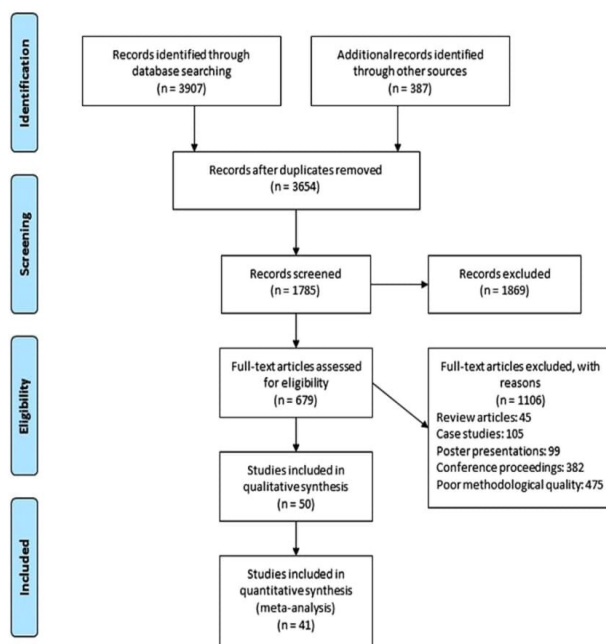 Identification
Records identified through
database searching
(n = 3907)
Additional records identified
through other sources
(n = 387)
Records after duplicates removed
(n = 3654)
Screening
Records screened
(n = 1785)
Records excluded
(n = 1869)
Eligibility
Full-text articles assessed
for eligibility
(n = 679)
Full-text articles excluded, with
reasons
(n = 1106)
Review articles: 45
Case studies: 105
Poster presentations: 99
Conference proceedings: 382
Poor methodological quality: 475
Studies included in
qualitative synthesis
(n = 50)
Included
Studies included in
quantitative synthesis
(meta-analysis)
(n = 41)